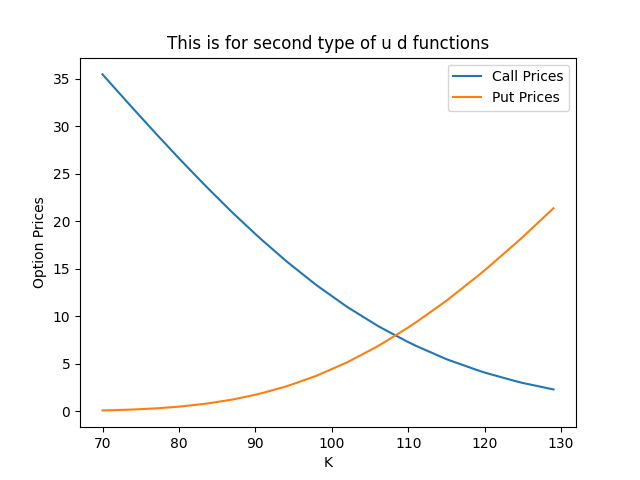 This is for second type of u d functions
Call Prices
Put Prices
Option Prices
35
30
25
20
15
10
5
0
70 80 90 100 110 120 130
K